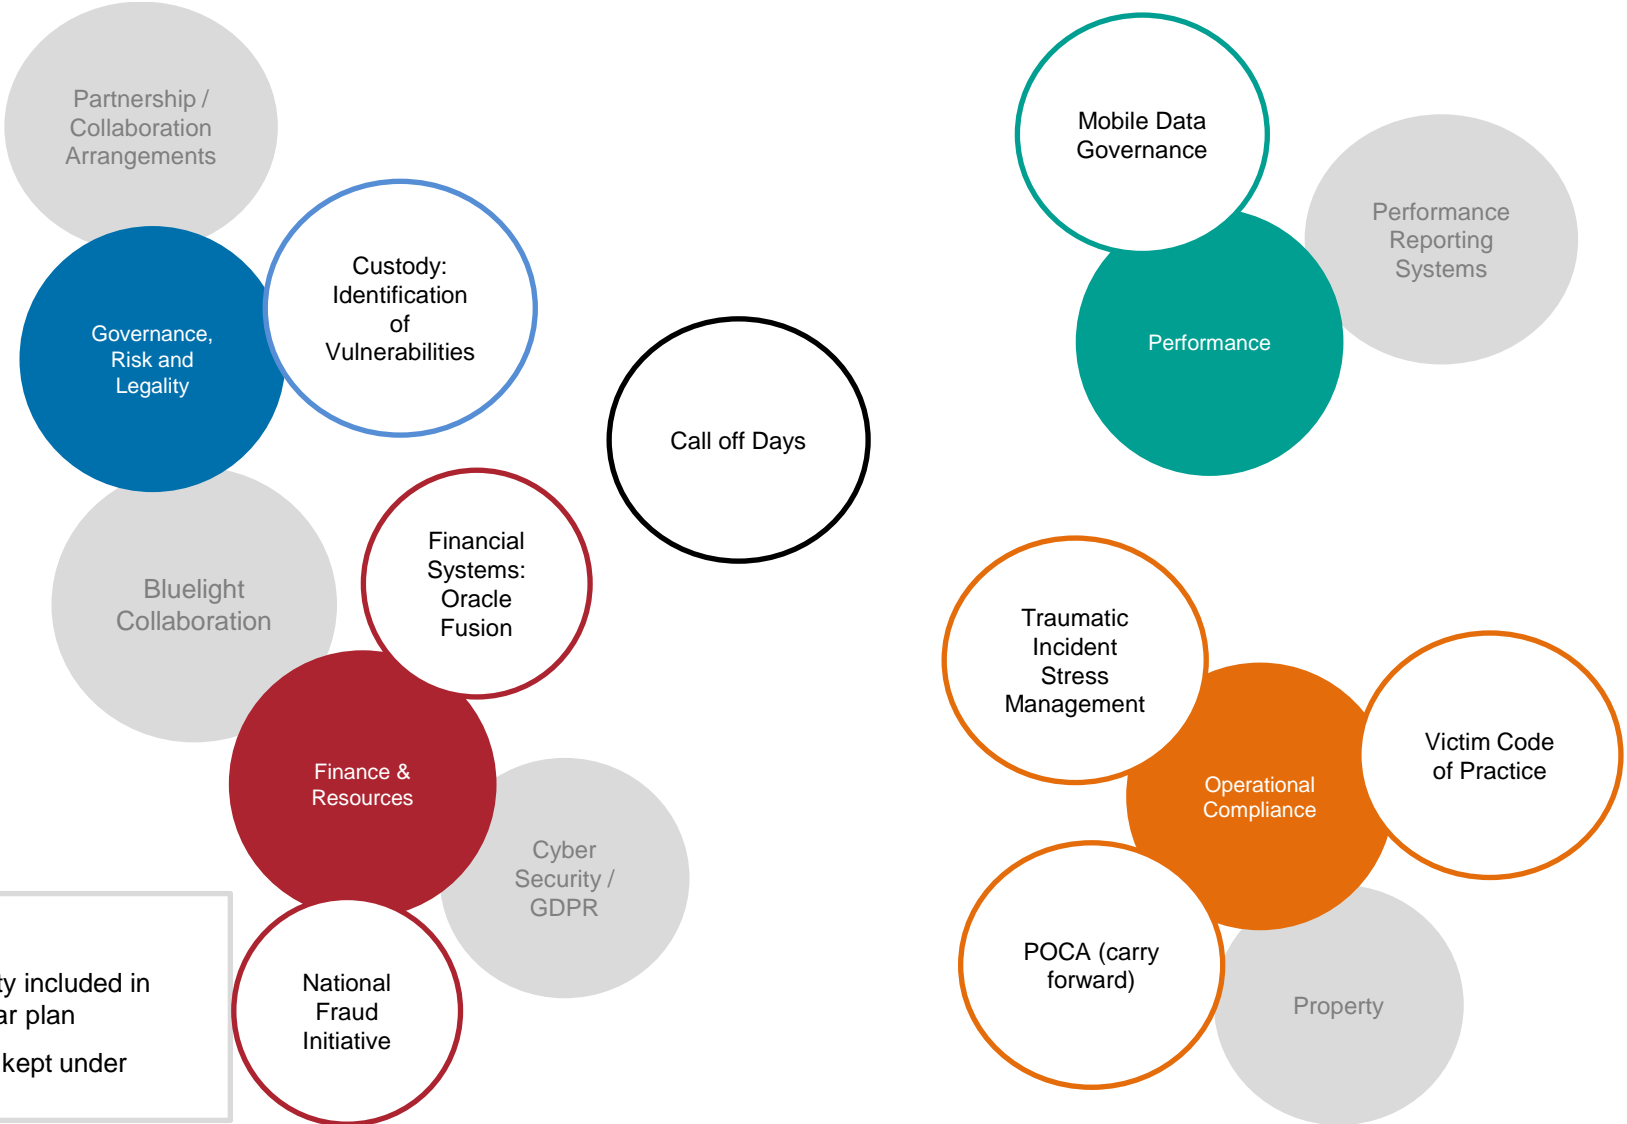 Partnership /
Collaboration
Arrangements
Governance,
Risk and
Legality
Custody:
Identification
of
Vulnerabilities
Bluelight
Collaboration
Financial
Systems:
Oracle
Fusion
Finance &
Resources
Cyber
Security /
GDPR
National
Fraud
Initiative
included in
plan
kept under
Call off Days
Mobile Data
Governance
Performance
Reporting
Systems
Performance
Traumatic
Incident
Stress
Management
Operational
Compliance
Victim Code
of Practice
POCA (carry
forward)
Property